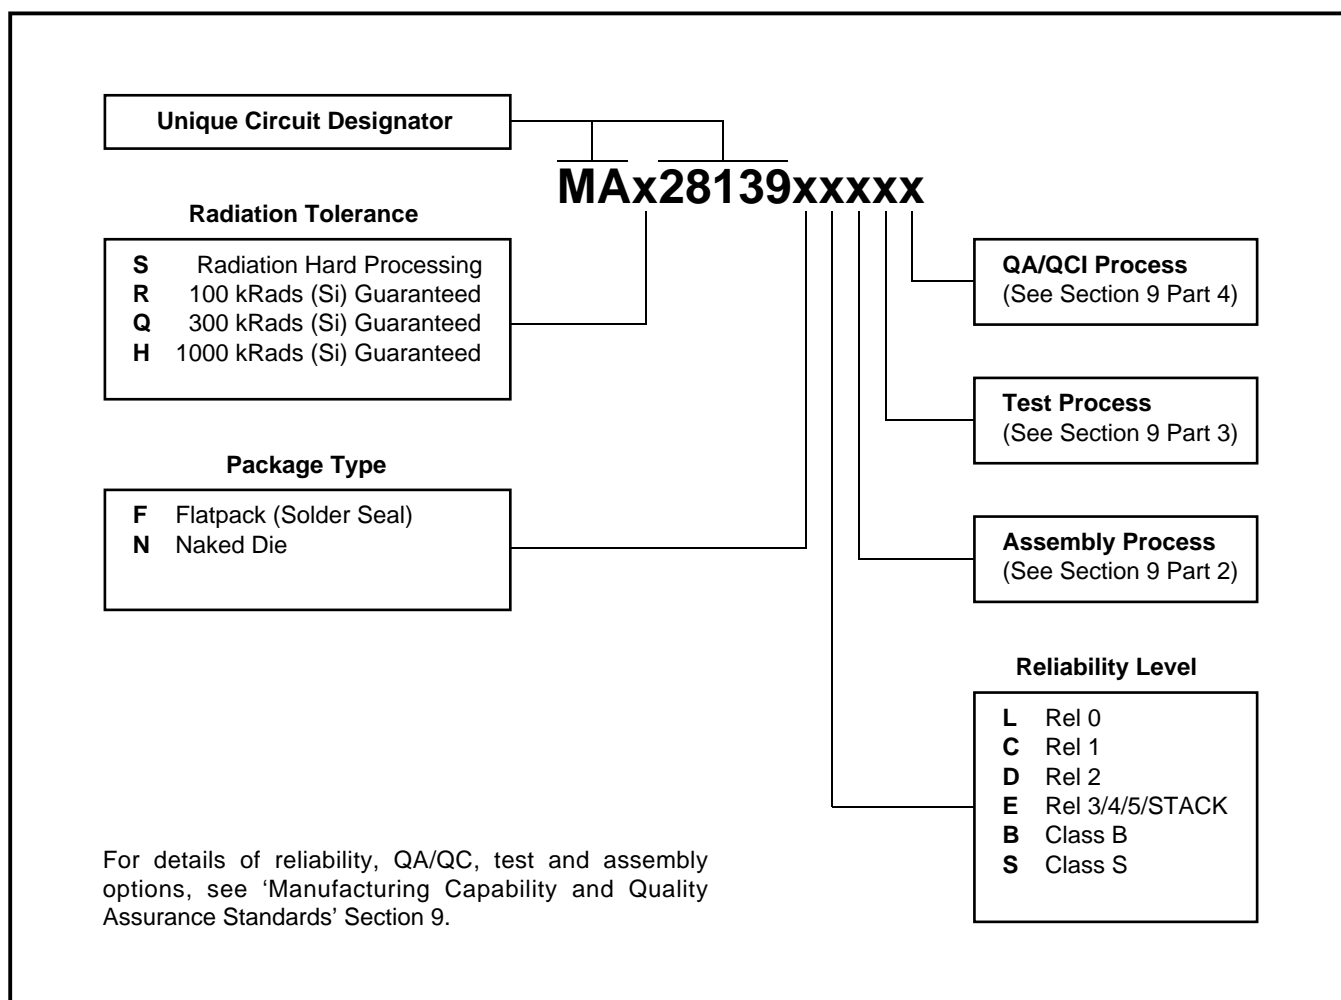 Unique Circuit Designator
MAx28139xxxxx
Radiation Tolerance
S Radiation Hard Processing
R 100 kRads (Si) Guaranteed
Q 300 kRads (Si) Guaranteed
H 1000 kRads (Si) Guaranteed
Package Type
F Flatpack (Solder Seal)
N Naked Die
QA/QCI Process
(See Section 9 Part 4)
Test Process
(See Section 9 Part 3)
Assembly Process
(See Section 9 Part 2)
Reliability Level
L Rel 0
C Rel 1
D Rel 2
E Rel 3/4/5/STACK
B Class B
S Class S
For details of reliability, QA/QC, test and assembly
options, see ‘Manufacturing Capability and Quality
Assurance Standards’ Section 9.